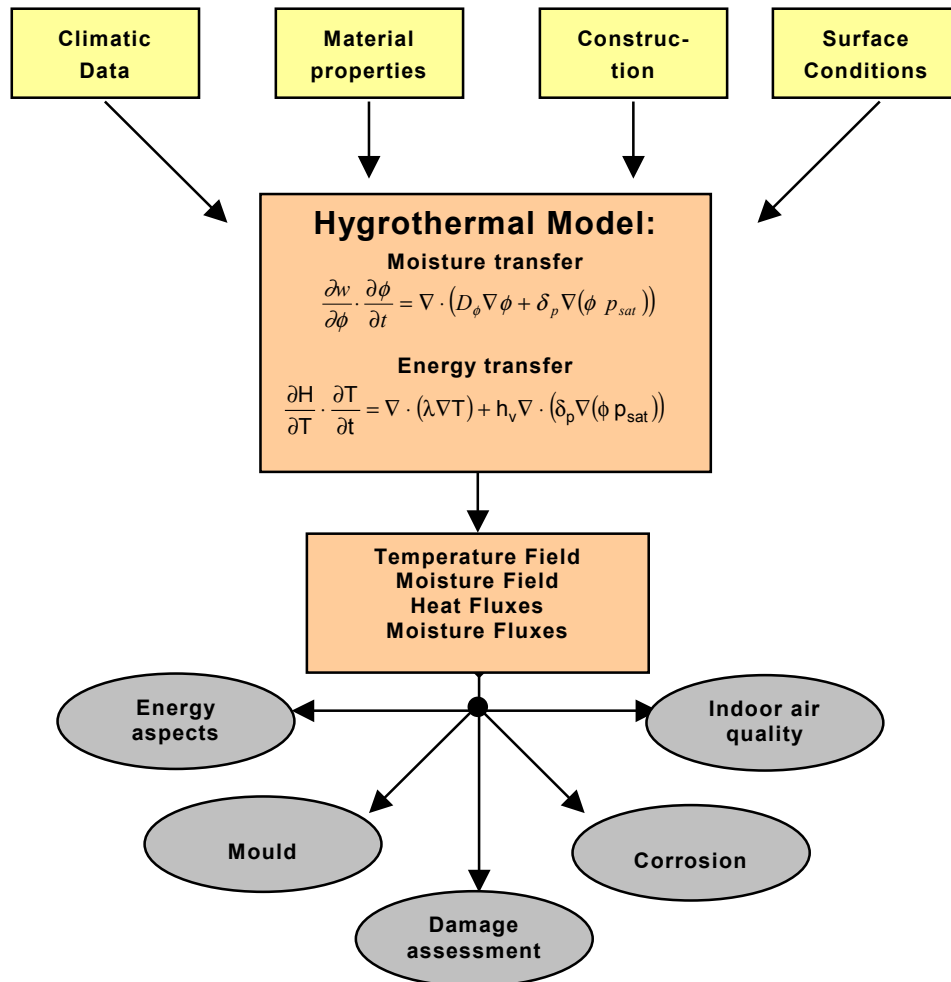 Climatic
Data
Material
properties
Construc-
tion
Surface
Conditions
Hygrothermal Model:
Moisture transfer
∂w/∂ϕ · ∂ϕ/∂t = ∇ · (D_ϕ ∇ϕ + δ_p ∇(ϕ p_sat))
Energy transfer
∂H/∂T · ∂T/∂t = ∇ · (λ∇T) + h_v ∇ · (δ_p ∇(ϕ p_sat))
Temperature Field
Moisture Field
Heat Fluxes
Moisture Fluxes
Energy
aspects
Indoor air
quality
Mould
Corrosion
Damage
assessment